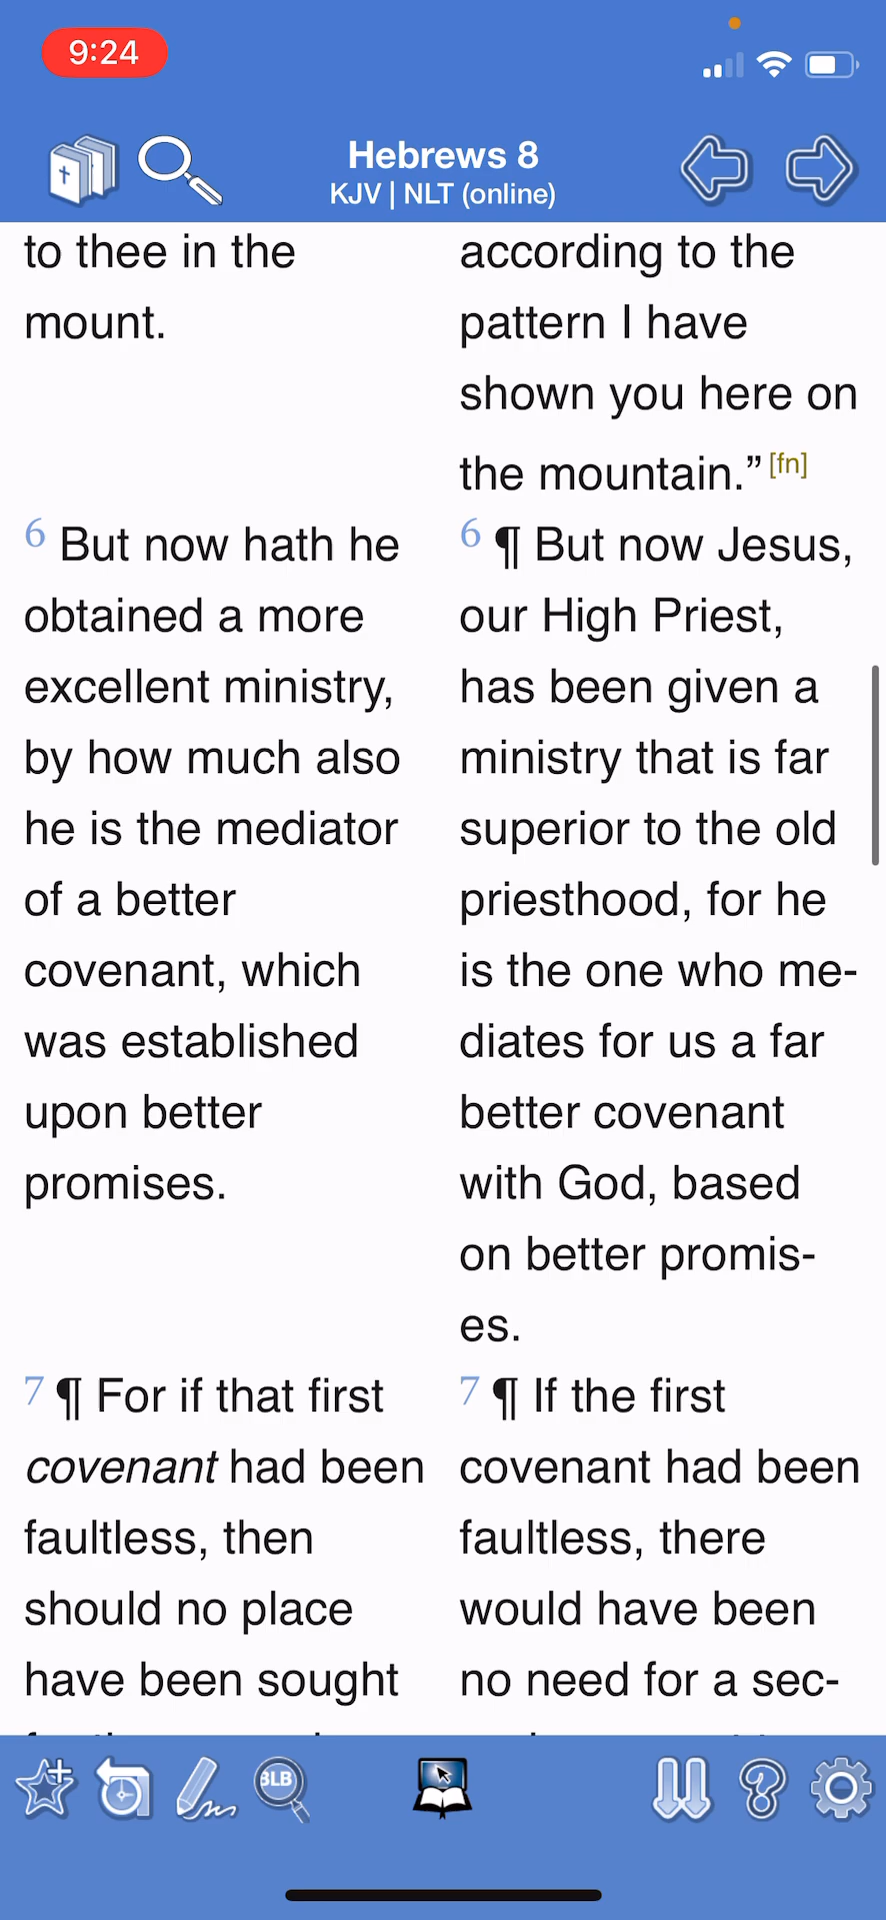 9:24
Hebrews 8
KJV | NLT (online)
to thee in the
mount.
6 But now hath he
obtained a more
excellent ministry,
by how much also
he is the mediator
of a better
covenant, which
was established
upon better
promises.
7 ¶ For if that first
covenant had been
faultless, then
should no place
have been sought
according to the
pattern I have
shown you here on
the mountain.” [fn]
6 ¶ But now Jesus,
our High Priest,
has been given a
ministry that is far
superior to the old
priesthood, for he
is the one who me-
diates for us a far
better covenant
with God, based
on better promis-
es.
7 ¶ If the first
covenant had been
faultless, there
would have been
no need for a sec-
BLB